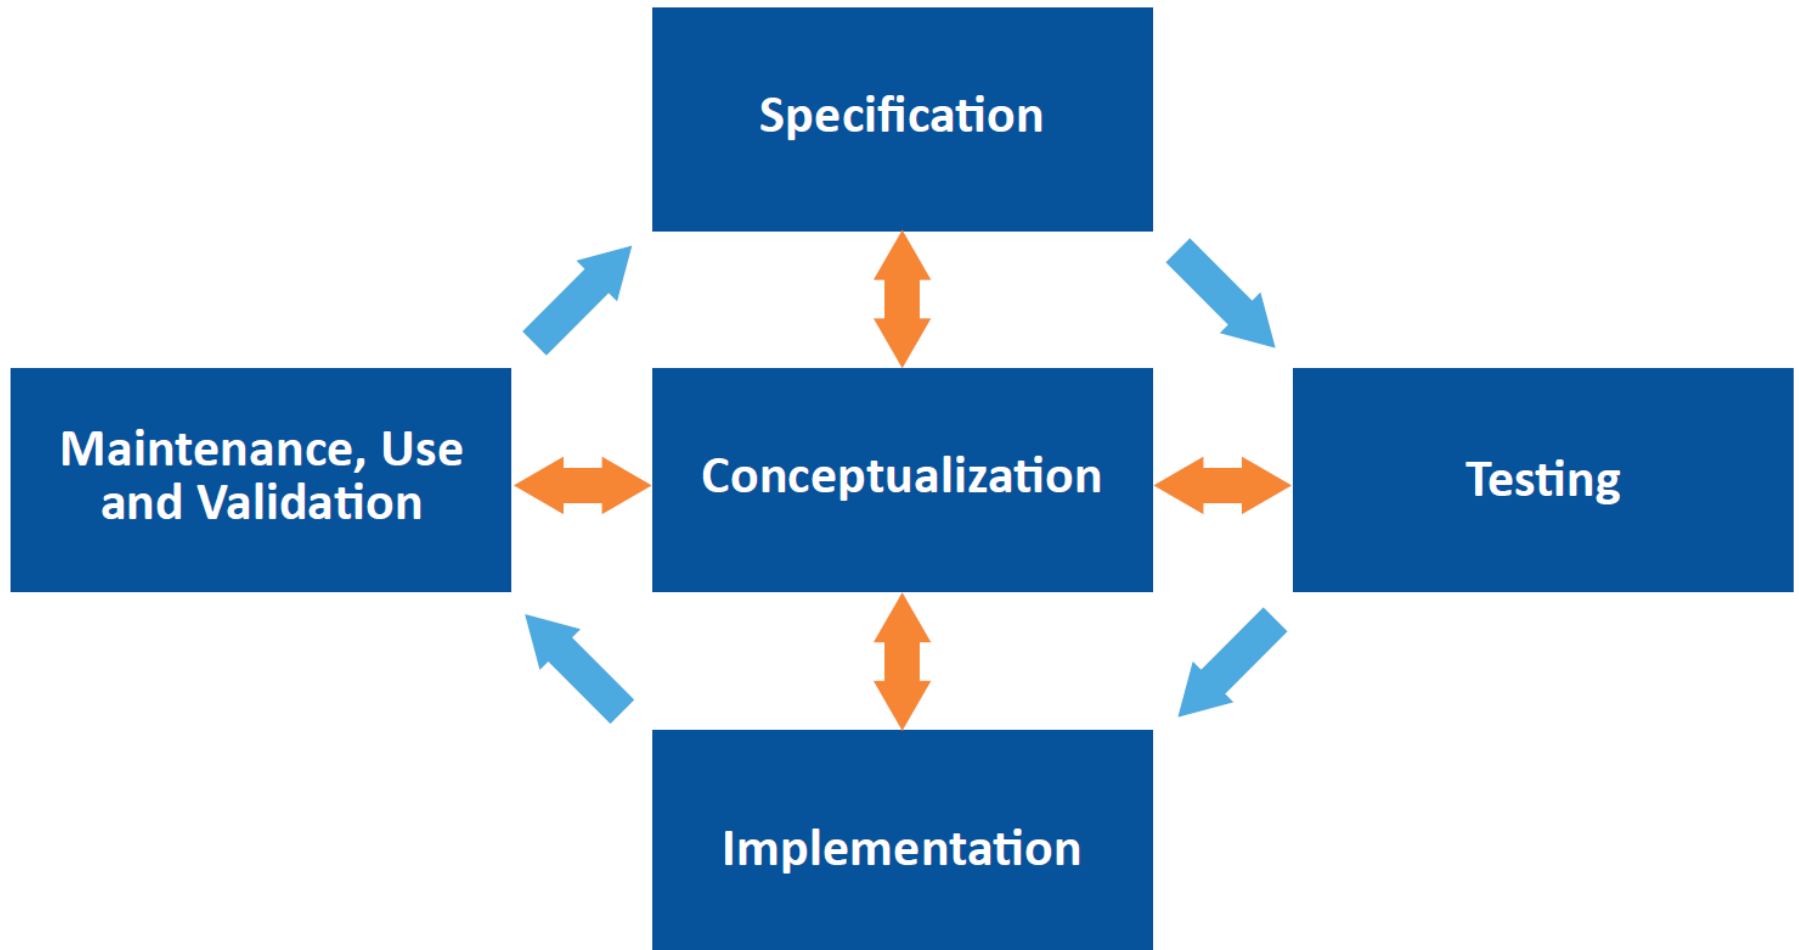 Specification
Maintenance, Use
and Validation
Conceptualization
Testing
Implementation